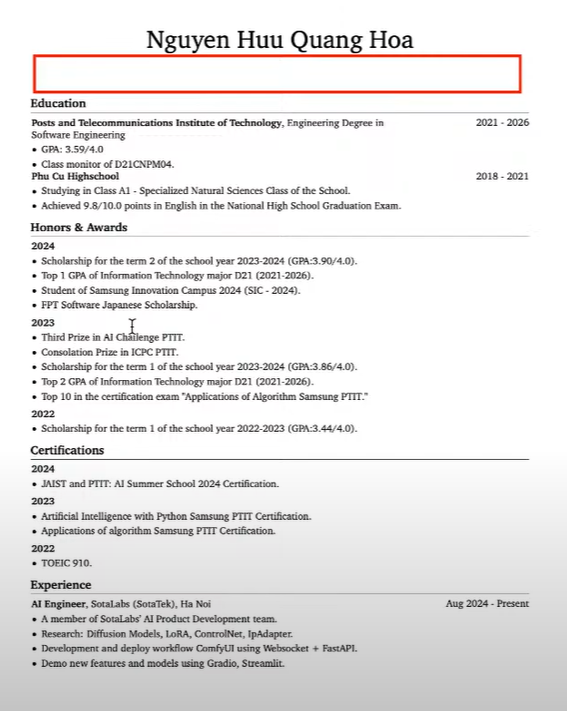 Nguyen Huu Quang Hoa
Education
Posts and Telecommunications Institute of Technology, Engineering Degree in 2021 - 2026
Software Engineering
• GPA: 3.59/4.0
• Class monitor of D21CNPM04.
Phu Cu Highschool 2018 - 2021
• Studying in Class A1 - Specialized Natural Sciences Class of the School.
• Achieved 9.8/10.0 points in English in the National High School Graduation Exam.
Honors & Awards
2024
• Scholarship for the term 2 of the school year 2023-2024 (GPA:3.90/4.0).
• Top 1 GPA of Information Technology major D21 (2021-2026).
• Student of Samsung Innovation Campus 2024 (SIC - 2024).
• FPT Software Japanese Scholarship.
2023
• Third Prize in AI Challenge PTIT.
• Consolation Prize in ICPC PTIT.
• Scholarship for the term 1 of the school year 2023-2024 (GPA:3.86/4.0).
• Top 2 GPA of Information Technology major D21 (2021-2026).
• Top 10 in the certification exam "Applications of Algorithm Samsung PTIT."
2022
• Scholarship for the term 1 of the school year 2022-2023 (GPA:3.44/4.0).
Certifications
2024
• JAIST and PTIT: AI Summer School 2024 Certification.
2023
• Artificial Intelligence with Python Samsung PTIT Certification.
• Applications of algorithm Samsung PTIT Certification.
2022
• TOEIC 910.
Experience
AI Engineer, SotaLabs (SotaTek), Ha Noi Aug 2024 - Present
• A member of SotaLabs' AI Product Development team.
• Research: Diffusion Models, LoRA, ControlNet, IpAdapter.
• Development and deploy workflow ComfyUI using Websocket + FastAPI.
• Demo new features and models using Gradio, Streamlit.